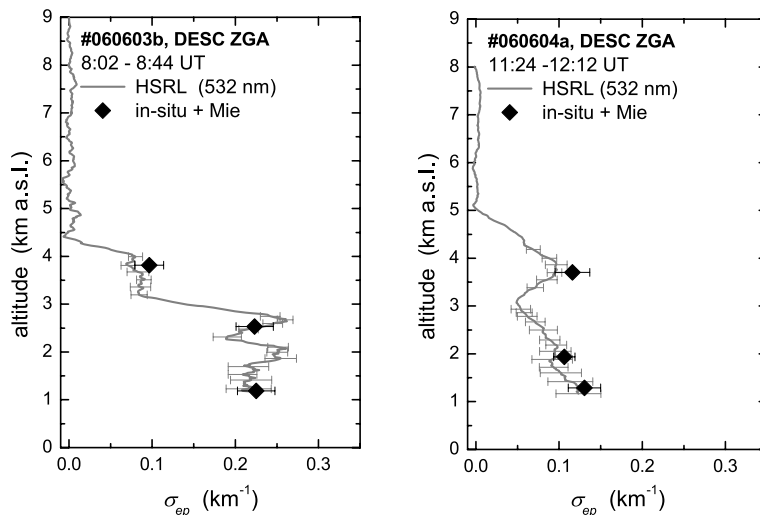 #060603b, DESC ZGA
8:02 - 8:44 UT
HSRL (532 nm)
in-situ + Mie
altitude (km a.s.l.)
9
8
7
6
5
4
3
2
1
0
0.0 0.1 0.2 0.3
σep (km-1)
#060604a, DESC ZGA
11:24 -12:12 UT
HSRL (532 nm)
in-situ + Mie
altitude (km a.s.l.)
9
8
7
6
5
4
3
2
1
0
0.0 0.1 0.2 0.3
σep (km-1)